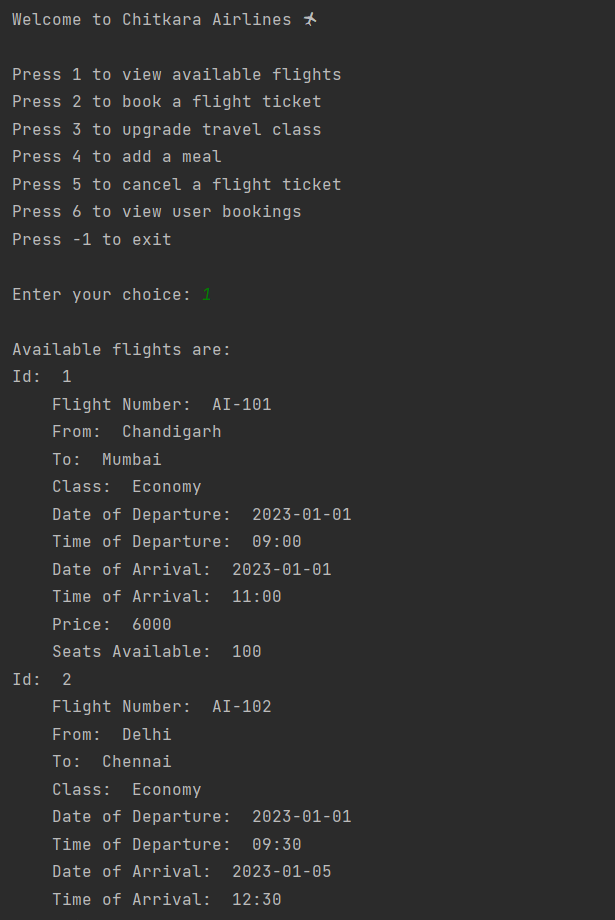 Welcome to Chitkara Airlines ✈
Press 1 to view available flights
Press 2 to book a flight ticket
Press 3 to upgrade travel class
Press 4 to add a meal
Press 5 to cancel a flight ticket
Press 6 to view user bookings
Press -1 to exit
Enter your choice: 1
Available flights are:
Id:  1
Flight Number:  AI-101
From:  Chandigarh
To:  Mumbai
Class:  Economy
Date of Departure:  2023-01-01
Time of Departure:  09:00
Date of Arrival:  2023-01-01
Time of Arrival:  11:00
Price:  6000
Seats Available:  100
Id:  2
Flight Number:  AI-102
From:  Delhi
To:  Chennai
Class:  Economy
Date of Departure:  2023-01-01
Time of Departure:  09:30
Date of Arrival:  2023-01-05
Time of Arrival:  12:30